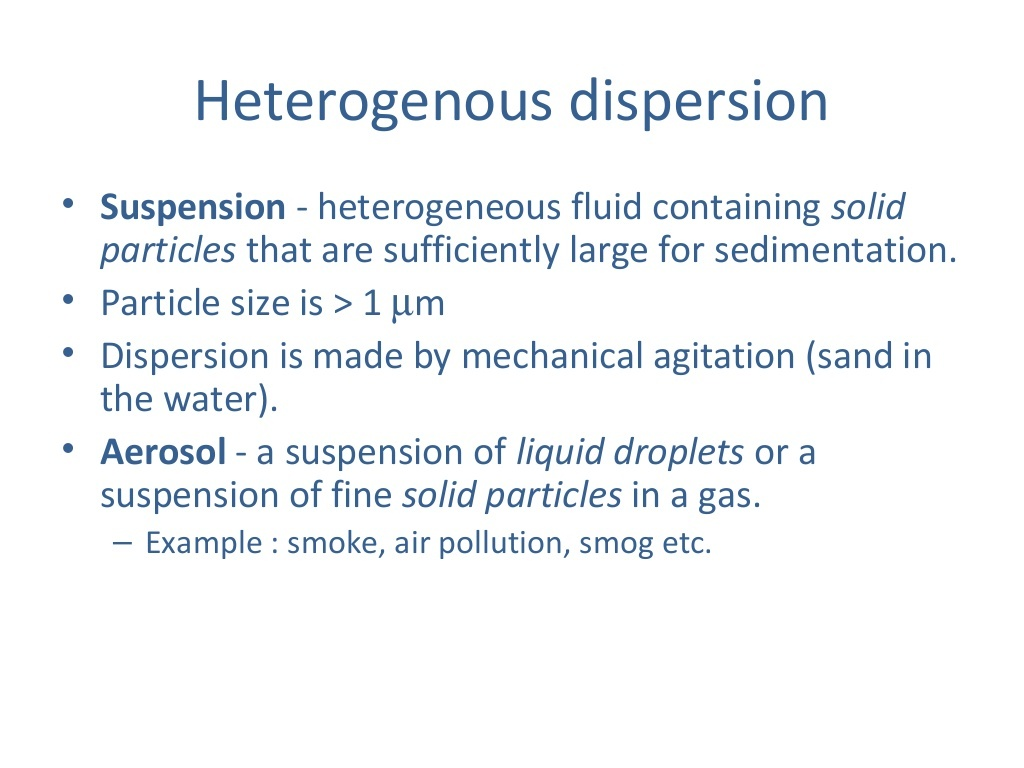 Heterogenous dispersion
• Suspension - heterogeneous fluid containing solid
particles that are sufficiently large for sedimentation.
• Particle size is > 1 μm
• Dispersion is made by mechanical agitation (sand in
the water).
• Aerosol - a suspension of liquid droplets or a
suspension of fine solid particles in a gas.
– Example : smoke, air pollution, smog etc.